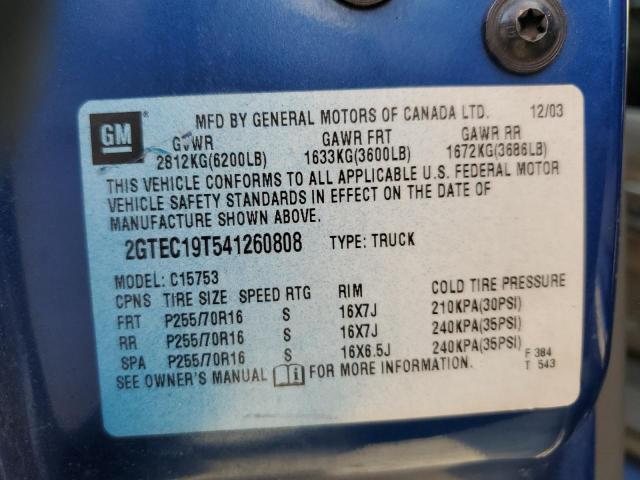 GM
MFD BY GENERAL MOTORS OF CANADA LTD. 12/03
GVWR GAWR FRT GAWR RR
2812KG(6200LB) 1633KG(3600LB) 1672KG(3686LB)
THIS VEHICLE CONFORMS TO ALL APPLICABLE U.S. FEDERAL MOTOR
VEHICLE SAFETY STANDARDS IN EFFECT ON THE DATE OF
MANUFACTURE SHOWN ABOVE.
2GTEC19T541260808 TYPE: TRUCK
MODEL: C15753
CPNS TIRE SIZE SPEED RTG RIM COLD TIRE PRESSURE
FRT P255/70R16 S 16X7J 210KPA(30PSI)
RR P255/70R16 S 16X7J 240KPA(35PSI)
SPA P255/70R16 S 16X6.5J 240KPA(35PSI)
SEE OWNER'S MANUAL FOR MORE INFORMATION. F 384
T 543